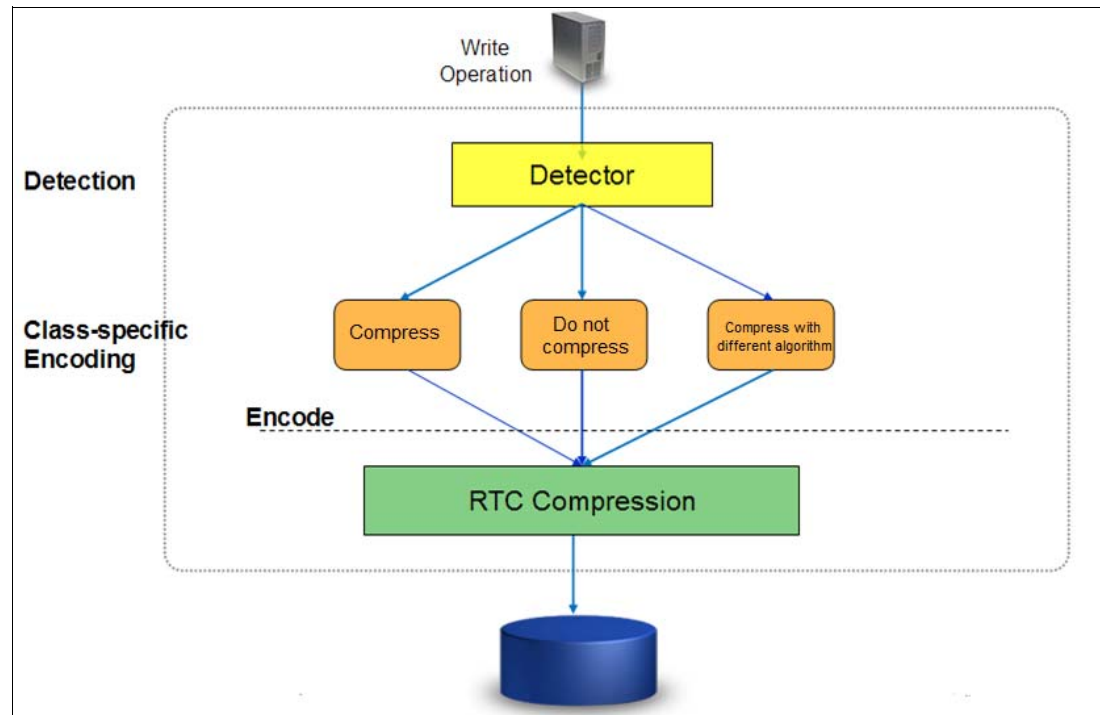 Write
Operation
Detection
Detector
Class-specific
Encoding
Compress
Do not
compress
Compress with
different algorithm
Encode
RTC Compression